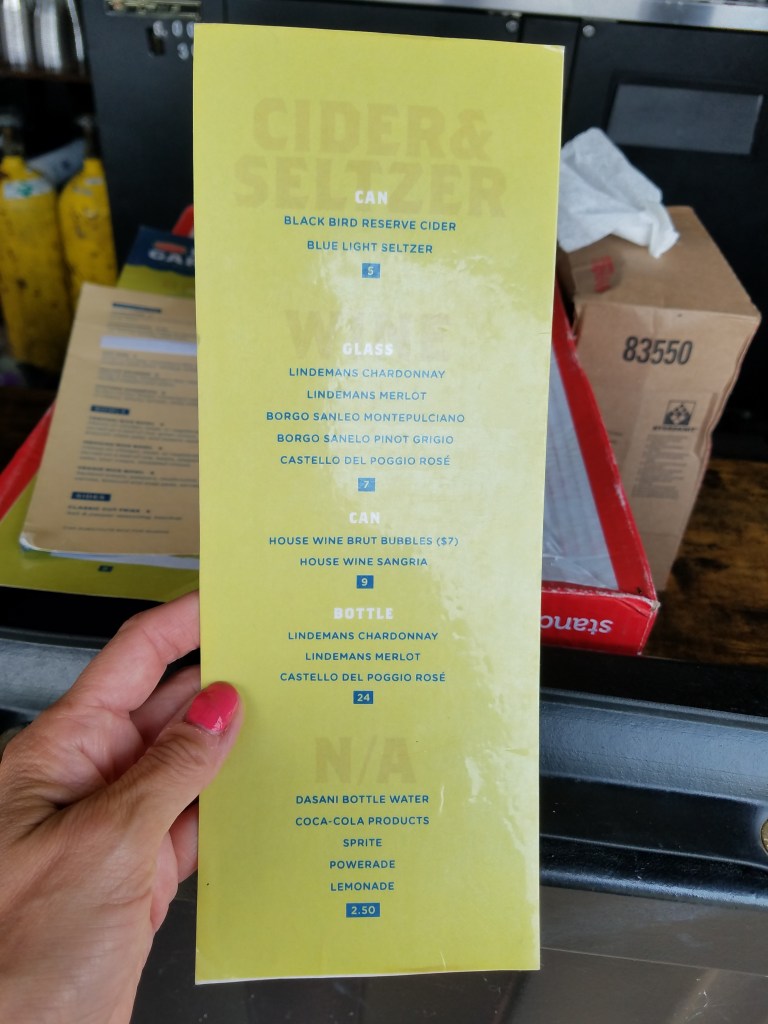 CIDER&
SELTZER
CAN
BLACK BIRD RESERVE CIDER
BLUE LIGHT SELTZER
5
WINE
GLASS
LINDEMANS CHARDONNAY
LINDEMANS MERLOT
BORGO SANLEO MONTEPULCIANO
BORGO SANELO PINOT GRIGIO
CASTELLO DEL POGGIO ROSÉ
7
CAN
HOUSE WINE BRUT BUBBLES ($7)
HOUSE WINE SANGRIA
9
BOTTLE
LINDEMANS CHARDONNAY
LINDEMANS MERLOT
CASTELLO DEL POGGIO ROSÉ
24
N/A
DASANI BOTTLE WATER
COCA-COLA PRODUCTS
SPRITE
POWERADE
LEMONADE
2.50
83550
SIDES